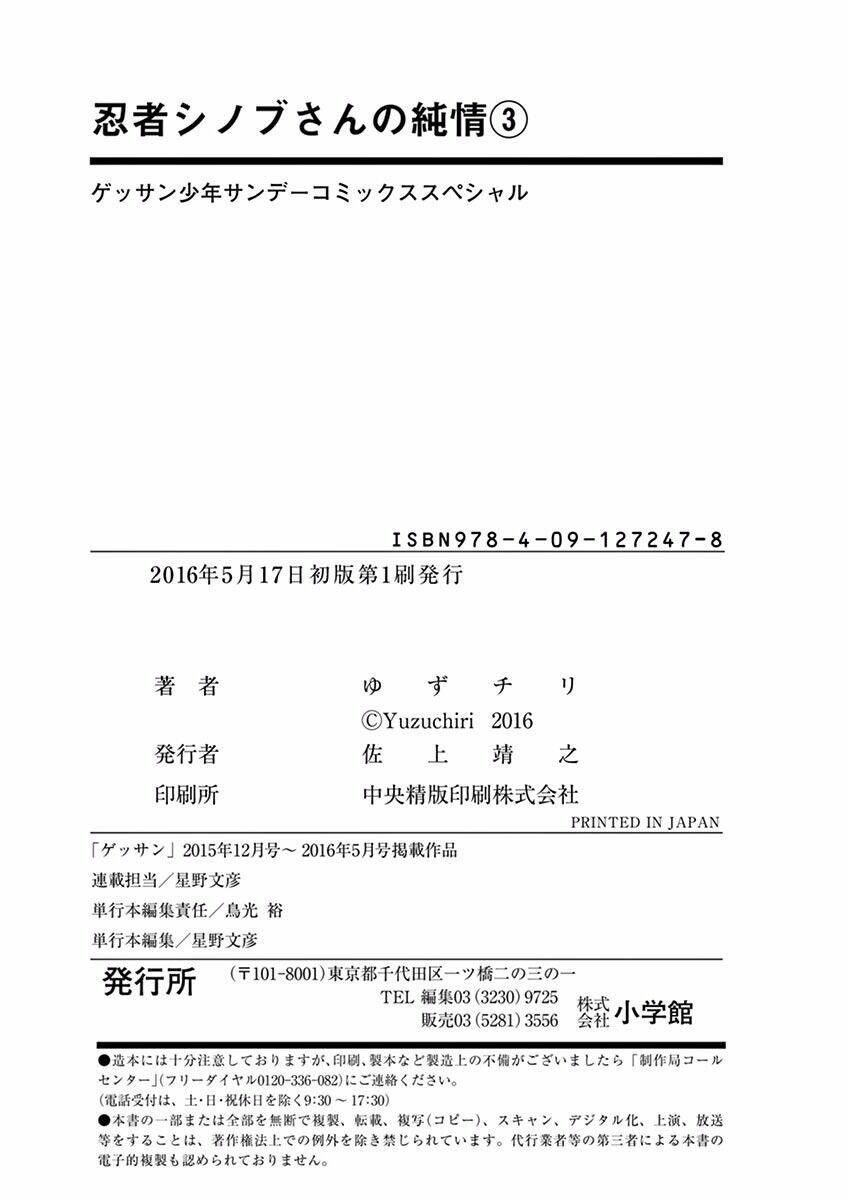 忍者シノブさんの純情③
ゲッサン少年サンデーコミックススペシャル
ISBN978-4-09-127247-8
2016年5月17日初版第1刷発行
著　者　ゆずチリ
©Yuzuchiri 2016
発行者　佐上靖之
印刷所　中央精版印刷株式会社
PRINTED IN JAPAN
「ゲッサン」2015年12月号～2016年5月号掲載作品
連載担当／星野文彦
単行本編集責任／鳥光 裕
単行本編集／星野文彦
発行所　(〒101-8001)東京都千代田区一ツ橋二の三の一
TEL 編集03(3230)9725
販売03(5281)3556
株式会社 小学館
●造本には十分注意しておりますが、印刷、製本など製造上の不備がございましたら「制作局コール
センター」(フリーダイヤル0120-336-082)にご連絡ください。
(電話受付は、土・日・祝休日を除く9:30～17:30)
●本書の一部または全部を無断で複製、転載、複写(コピー)、スキャン、デジタル化、上演、放送
等をすることは、著作権法上での例外を除き禁じられています。代行業者等の第三者による本書の
電子的複製も認められておりません。